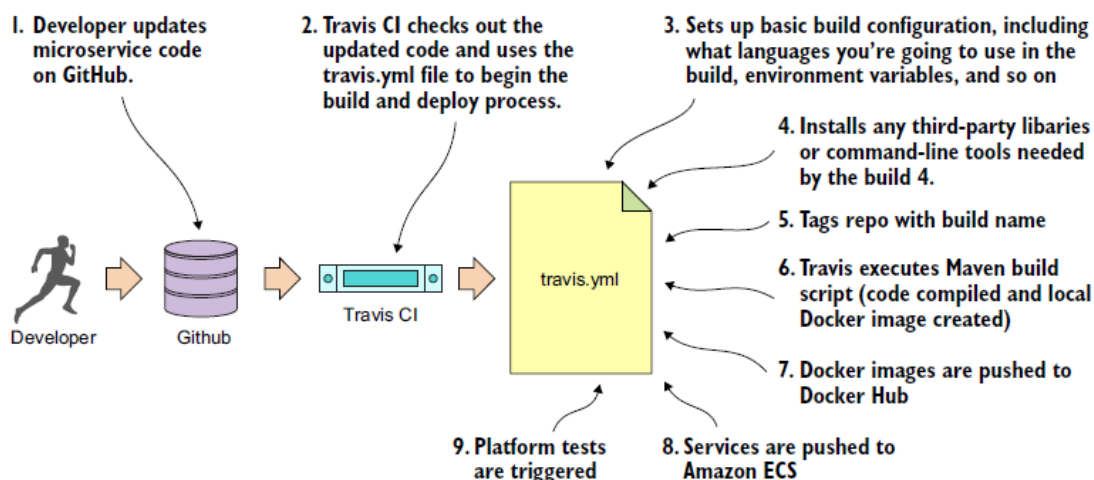 1. Developer updates
microservice code
on GitHub.
2. Travis CI checks out the
updated code and uses the
travis.yml file to begin the
build and deploy process.
3. Sets up basic build configuration, including
what languages you're going to use in the
build, environment variables, and so on
4. Installs any third-party libaries
or command-line tools needed
by the build 4.
5. Tags repo with build name
6. Travis executes Maven build
script (code compiled and local
Docker image created)
7. Docker images are pushed to
Docker Hub
8. Services are pushed to
Amazon ECS
9. Platform tests
are triggered
Developer
Github
Travis CI
travis.yml